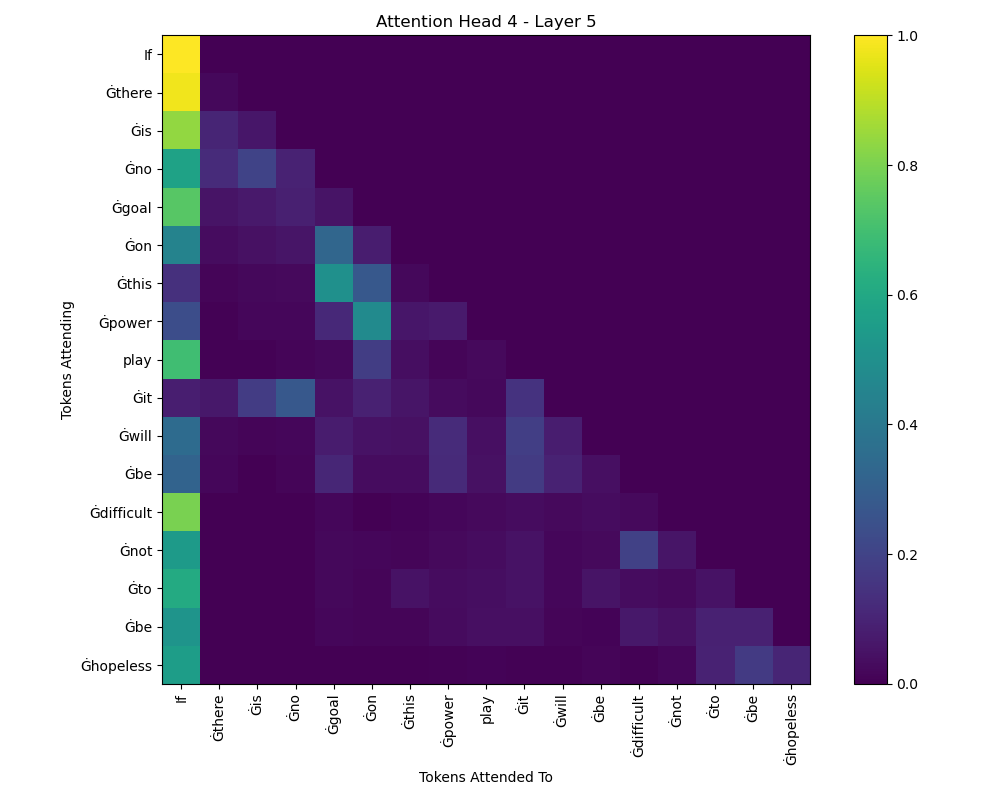 Attention Head 4 - Layer 5
If
Ġthere
Ġis
Ġno
Ġgoal
Ġon
Ġthis
Ġpower
play
Ġit
Ġwill
Ġbe
Ġdifficult
Ġnot
Ġto
Ġbe
Ġhopeless
Tokens Attending
If
Ġthere
Ġis
Ġno
Ġgoal
Ġon
Ġthis
Ġpower
play
Ġit
Ġwill
Ġbe
Ġdifficult
Ġnot
Ġto
Ġbe
Ġhopeless
Tokens Attended To
1.0
0.8
0.6
0.4
0.2
0.0